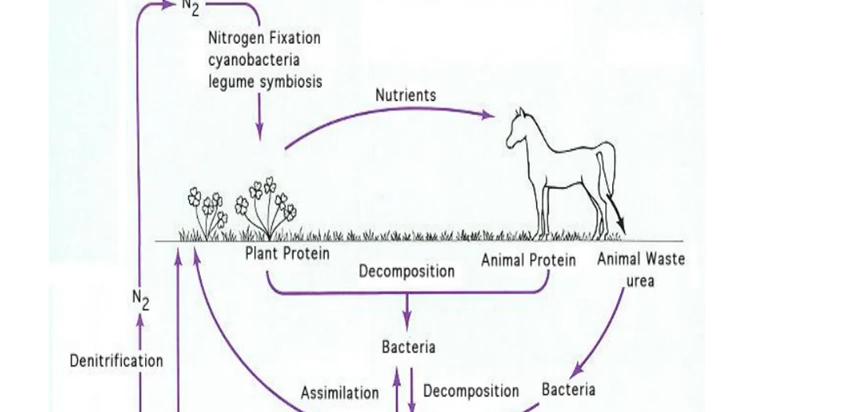 N2
Nitrogen Fixation
cyanobacteria
legume symbiosis
Nutrients
Plant Protein
Decomposition
Animal Protein
Animal Waste
urea
N2
Denitrification
Bacteria
Assimilation
Decomposition
Bacteria